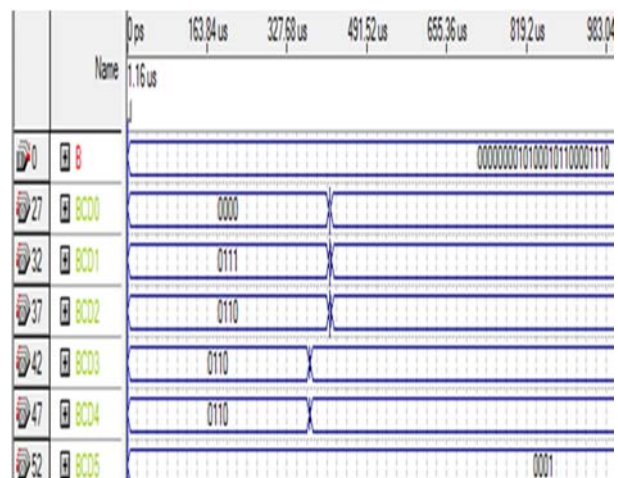 0 ps 163.84 us 327.68 us 491.52 us 655.36 us 819.2 us 983.04
Name 1.16 us
0 B 00000000101000101100001110
27 BCD0 0000
32 BCD1 0111
37 BCD2 0110
42 BCD3 0110
47 BCD4 0110
52 BCD5 0001